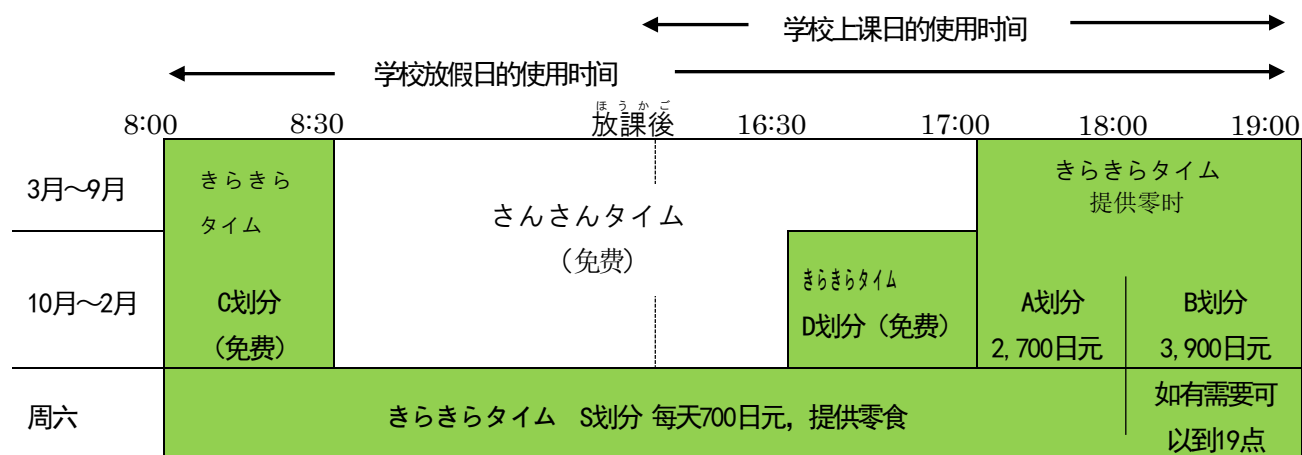 学校上课日的使用时间
学校放假日的使用时间
ほうかご
8:00 8:30 放課後 16:30 17:00 18:00 19:00
3月～9月
きらきら
タイム
さんさんタイム
（免费）
きらきらタイム
提供零时
10月～2月
C划分
（免费）
きらきらタイム
D划分（免费）
A划分
2,700日元
B划分
3,900日元
周六
きらきらタイム S划分 每天700日元，提供零食
如有需要可
以到19点